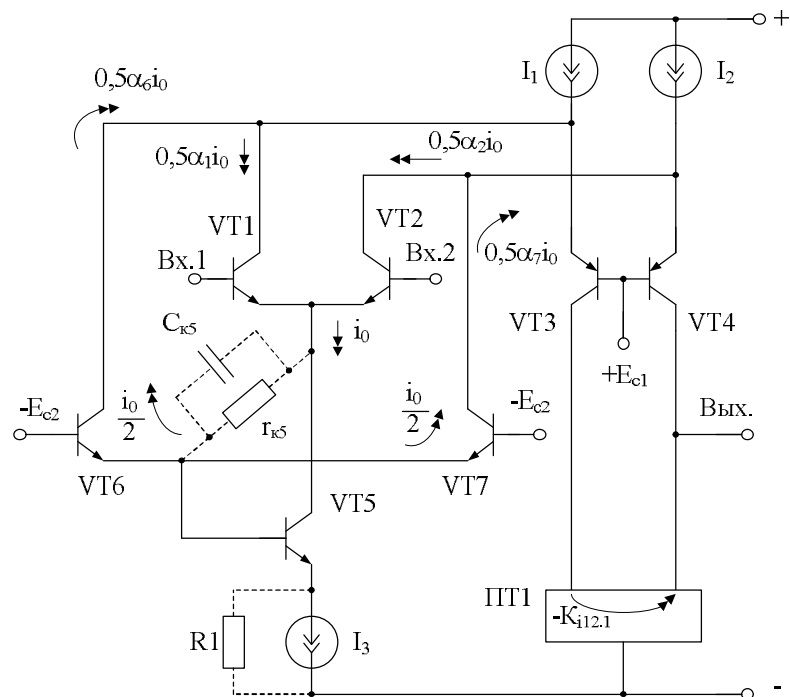 +
I₁
I₂
0,5α₆i₀
0,5α₁i₀
0,5α₂i₀
VT1
VT2
0,5α₇i₀
Вх.1
Вх.2
VT3
VT4
Cк5
i₀
+Ec1
-Ec2
i₀
2
i₀
2
-Ec2
Вых.
rк5
VT6
VT7
VT5
ПТ1
-Ki12.1
R1
I₃
-